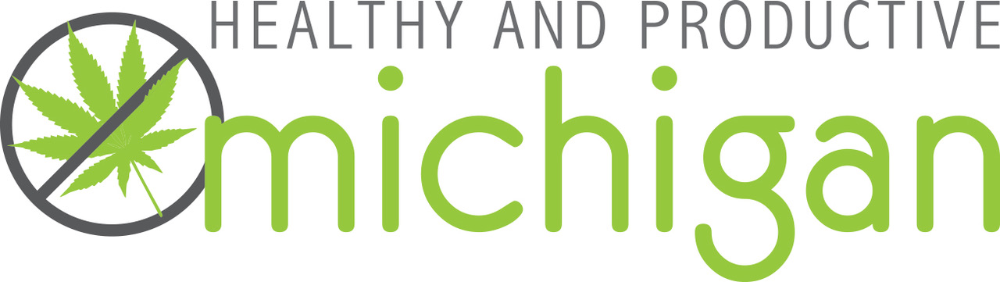 HEALTHY AND PRODUCTIVE
michigan